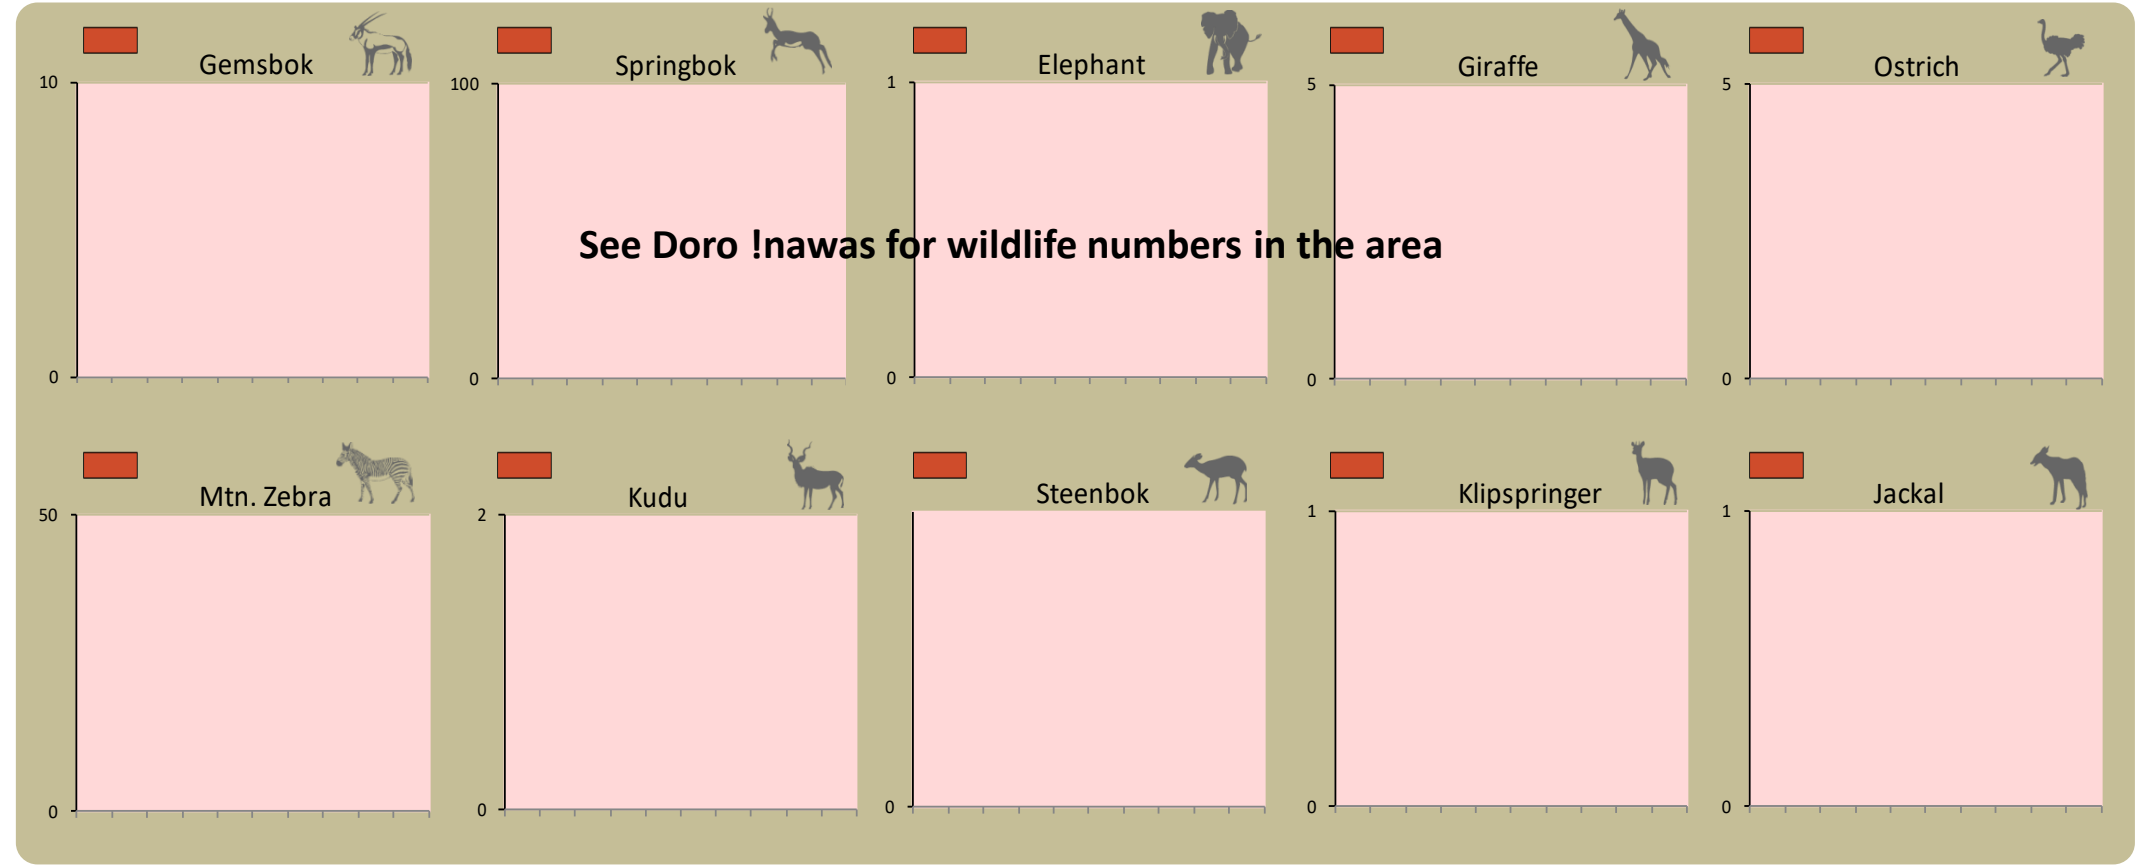 Gemsbok
Springbok
Elephant
Giraffe
Ostrich
10
100
1
5
5
See Doro !nawas for wildlife numbers in the area
0
0
0
0
0
Mtn. Zebra
Kudu
Steenbok
Klipspringer
Jackal
50
2
1
1
0
0
0
0
0